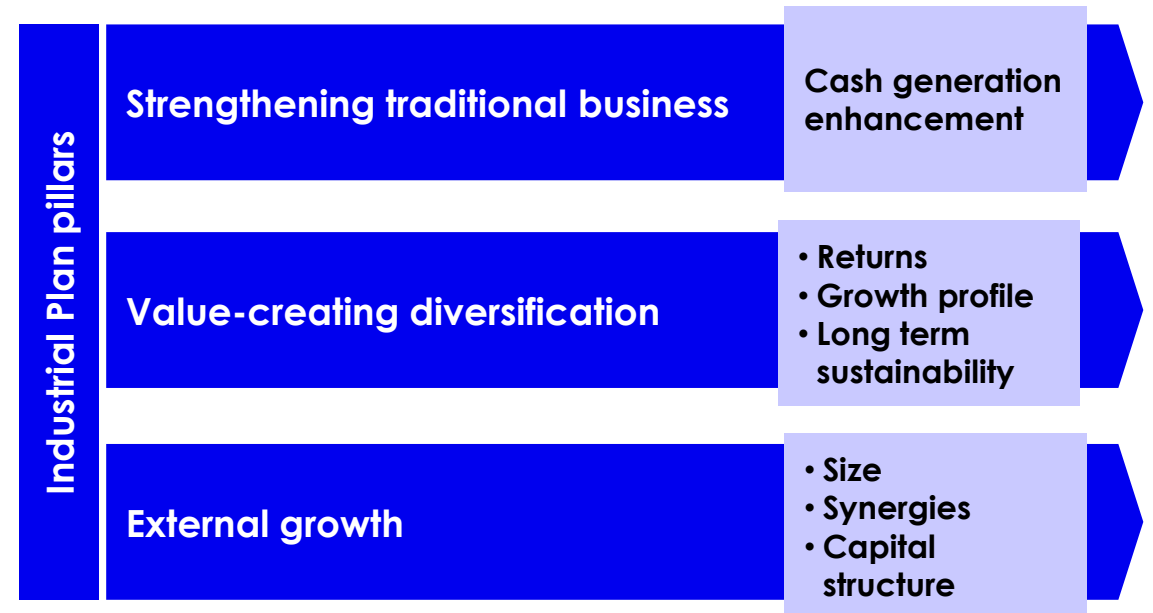 Industrial Plan pillars
Strengthening traditional business
Cash generation
enhancement
Value-creating diversification
• Returns
• Growth profile
• Long term
sustainability
External growth
• Size
• Synergies
• Capital
structure